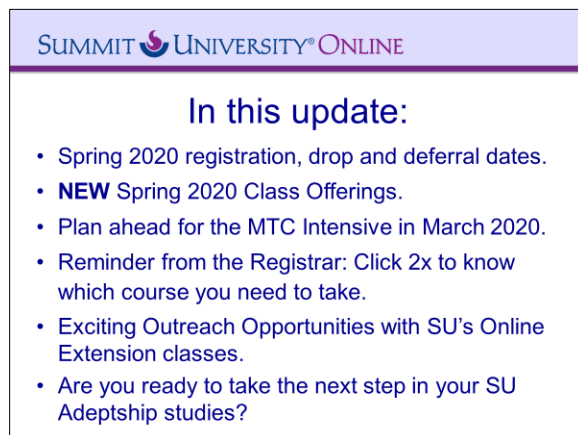 SUMMIT UNIVERSITY® ONLINE
In this update:
• Spring 2020 registration, drop and deferral dates.
• NEW Spring 2020 Class Offerings.
• Plan ahead for the MTC Intensive in March 2020.
• Reminder from the Registrar: Click 2x to know
which course you need to take.
• Exciting Outreach Opportunities with SU's Online
Extension classes.
• Are you ready to take the next step in your SU
Adeptship studies?